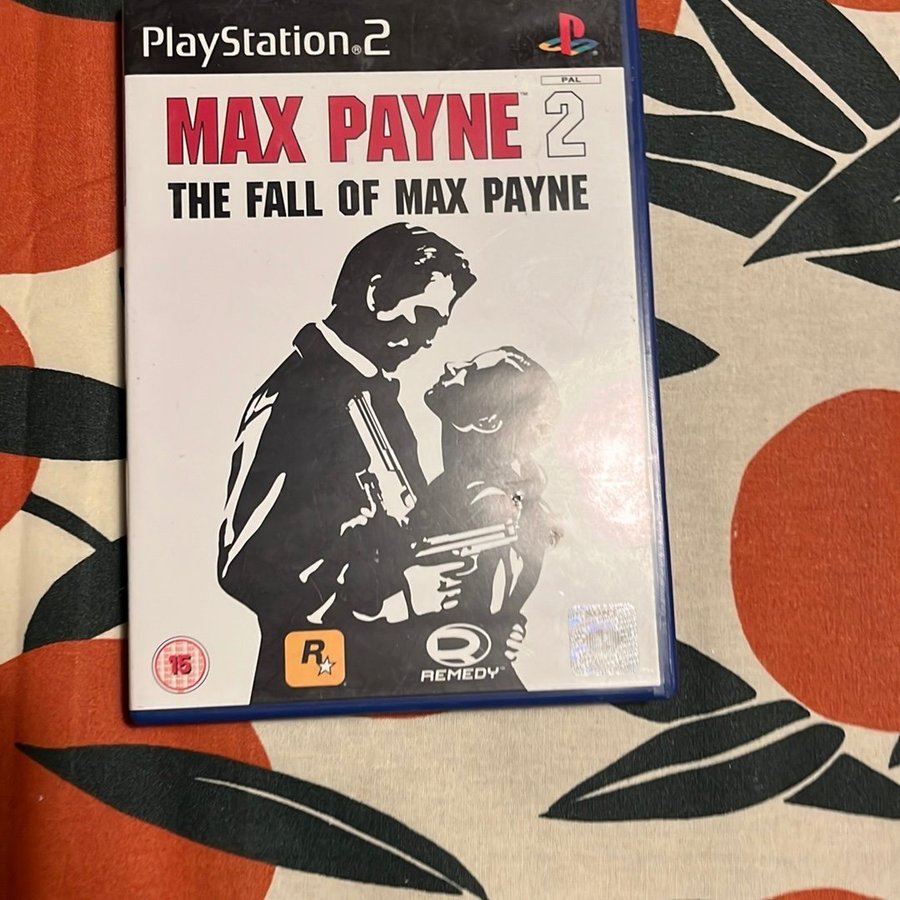 PlayStation®2
PAL
MAX PAYNE™ 2
THE FALL OF MAX PAYNE
15
R
REMEDY